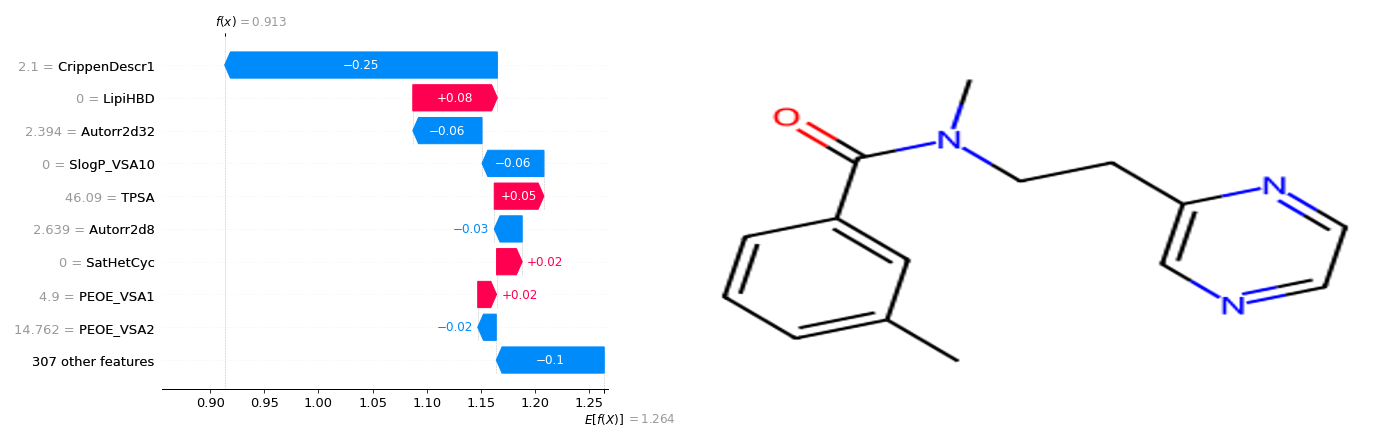 f(x) = 0.913
2.1 = CrippenDescr1
−0.25
0 = LipiHBD
+0.08
2.394 = Autorr2d32
−0.06
0 = SlogP_VSA10
−0.06
46.09 = TPSA
+0.05
2.639 = Autorr2d8
−0.03
0 = SatHetCyc
+0.02
4.9 = PEOE_VSA1
+0.02
14.762 = PEOE_VSA2
−0.02
307 other features
−0.1
0.90 0.95 1.00 1.05 1.10 1.15 1.20 1.25
E[f(X)] = 1.264
O
N
N
N